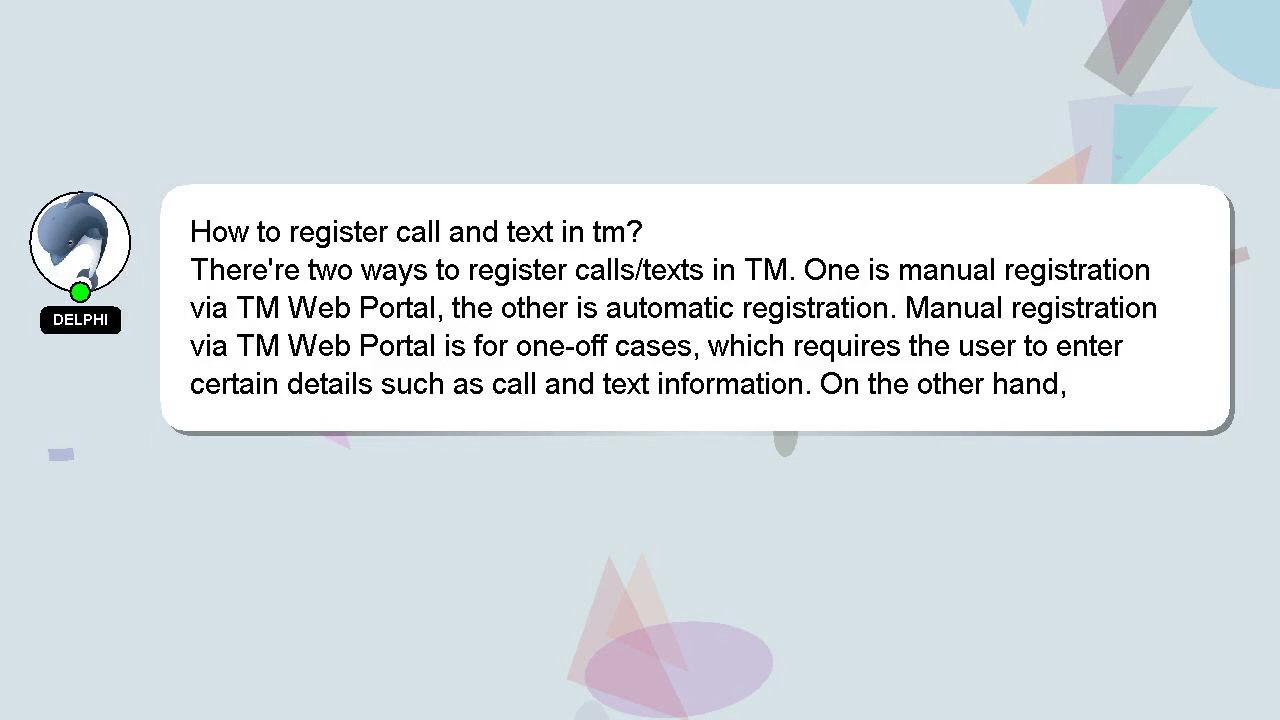 How to register call and text in tm?
There're two ways to register calls/texts in TM. One is manual registration
via TM Web Portal, the other is automatic registration. Manual registration
via TM Web Portal is for one-off cases, which requires the user to enter
certain details such as call and text information. On the other hand,
DELPHI